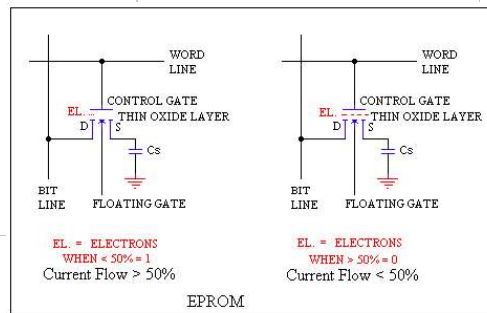 WORD
LINE
CONTROL GATE
EL.
THIN OXIDE LAYER
D
S
Cs
BIT
LINE
FLOATING GATE
EL. = ELECTRONS
WHEN < 50% = 1
Current Flow > 50%
WORD
LINE
CONTROL GATE
EL.
THIN OXIDE LAYER
D
S
Cs
BIT
LINE
FLOATING GATE
EL. = ELECTRONS
WHEN > 50% = 0
Current Flow < 50%
EPROM